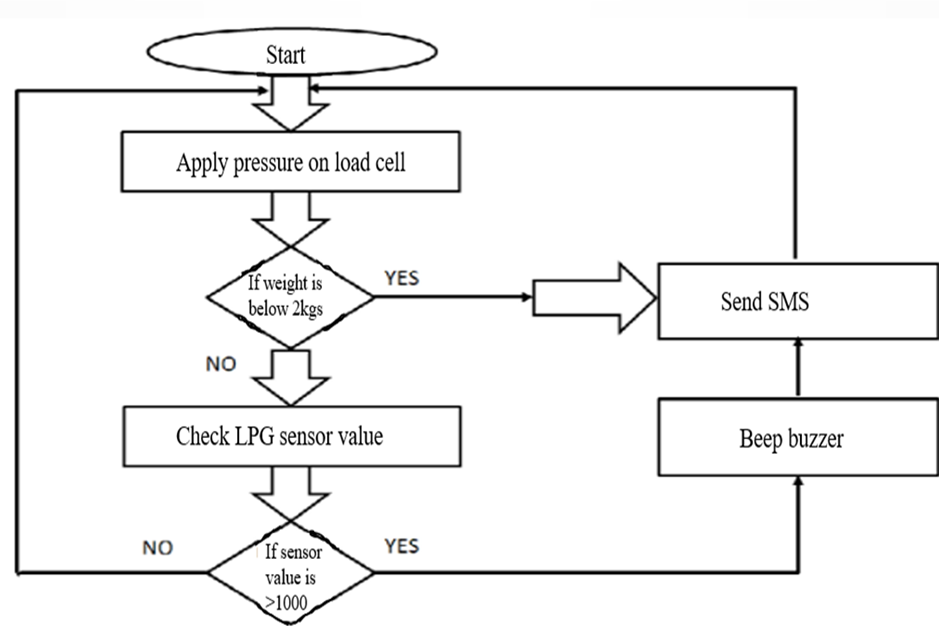 Start
Apply pressure on load cell
If weight is
below 2kgs
YES
Send SMS
NO
Check LPG sensor value
Beep buzzer
NO
If sensor
value is
>1000
YES